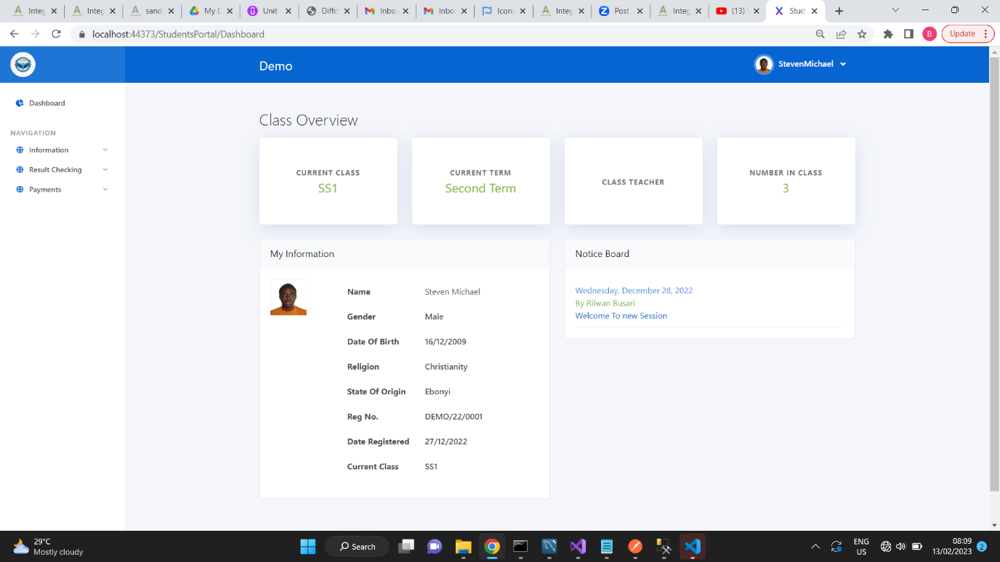 Integ
Integ
sand
My D
Unit
Diffch
Inbo
Inbo
Icons
Integ
Post
Integ
(13)
Stud
localhost:44373/StudentsPortal/Dashboard
B
Update
Demo
StevenMichael
Dashboard
NAVIGATION
Information
Result Checking
Payments
Class Overview
CURRENT CLASS
SS1
CURRENT TERM
Second Term
CLASS TEACHER
NUMBER IN CLASS
3
My Information
Name Steven Michael
Gender Male
Date Of Birth 16/12/2009
Religion Christianity
State Of Origin Ebonyi
Reg No. DEMO/22/0001
Date Registered 27/12/2022
Current Class SS1
Notice Board
Wednesday, December 28, 2022
By Rilwan Busari
Welcome To new Session
29°C
Mostly cloudy
Search
ENG
US
08:09
13/02/2023
2